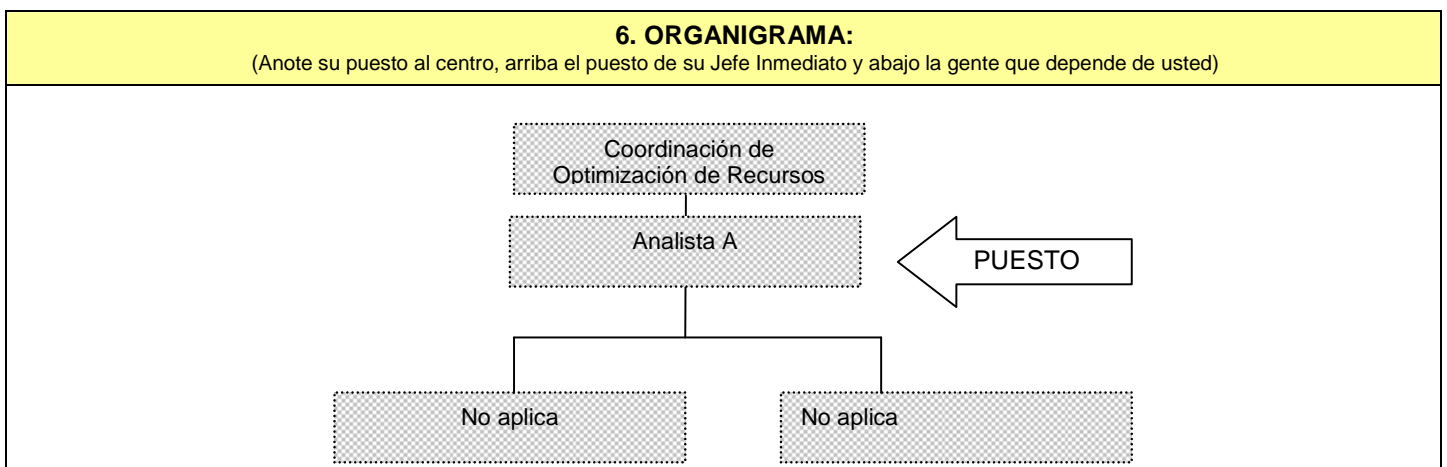 6. ORGANIGRAMA:
(Anote su puesto al centro, arriba el puesto de su Jefe Inmediato y abajo la gente que depende de usted)
Coordinación de
Optimización de Recursos
Analista A
PUESTO
No aplica
No aplica